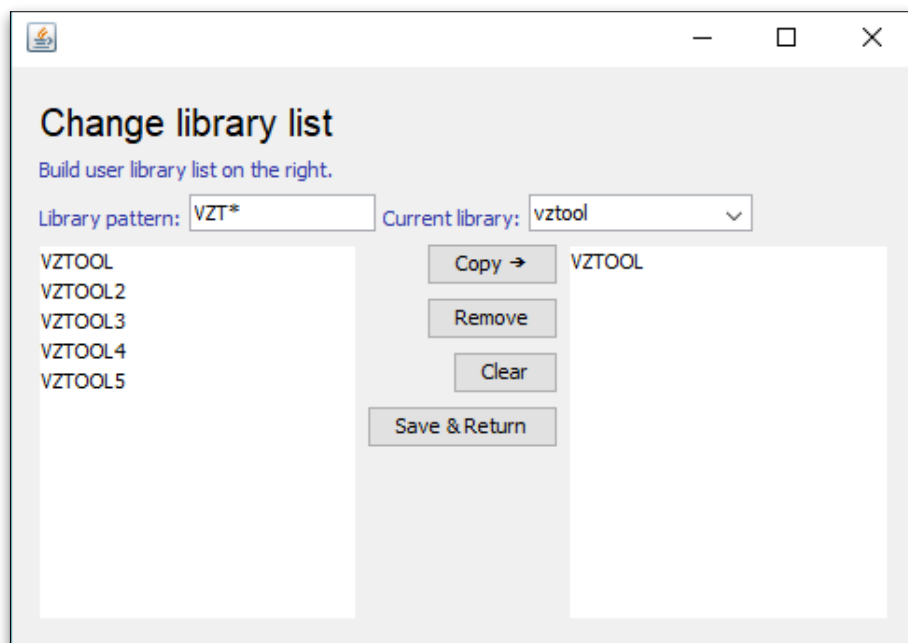 Change library list
Build user library list on the right.
Library pattern: VZT* Current library: vztool
VZTOOL
VZTOOL2
VZTOOL3
VZTOOL4
VZTOOL5
Copy →
Remove
Clear
Save & Return
VZTOOL